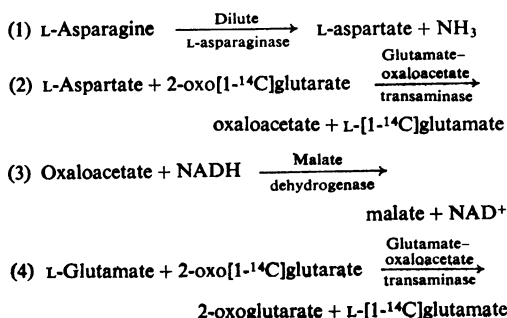 (1) L-Asparagine Dilute L-asparaginase L-aspartate + NH₃
(2) L-Aspartate + 2-oxo[1-¹⁴C]glutarate Glutamate–oxaloacetate transaminase
oxaloacetate + L-[1-¹⁴C]glutamate
(3) Oxaloacetate + NADH Malate dehydrogenase
malate + NAD⁺
(4) L-Glutamate + 2-oxo[1-¹⁴C]glutarate Glutamate–oxaloacetate transaminase
2-oxoglutarate + L-[1-¹⁴C]glutamate